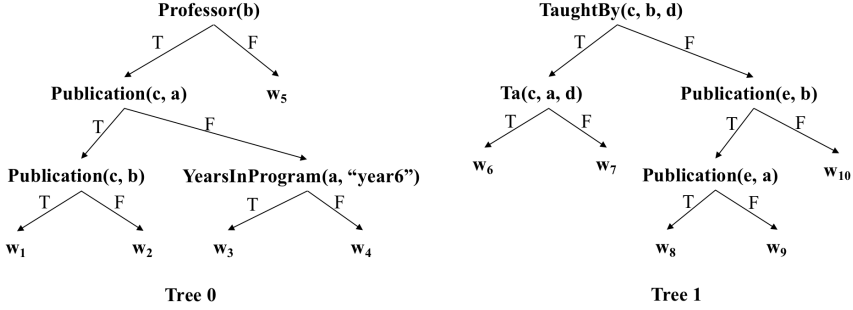 Professor(b) TaughtBy(c, b, d)
T F T F
Publication(c, a) w5 Ta(c, a, d) Publication(e, b)
T F T F T F
Publication(c, b) YearsInProgram(a, “year6”) w6 w7 Publication(e, a) w10
T F T F T F
w1 w2 w3 w4 w8 w9
Tree 0 Tree 1